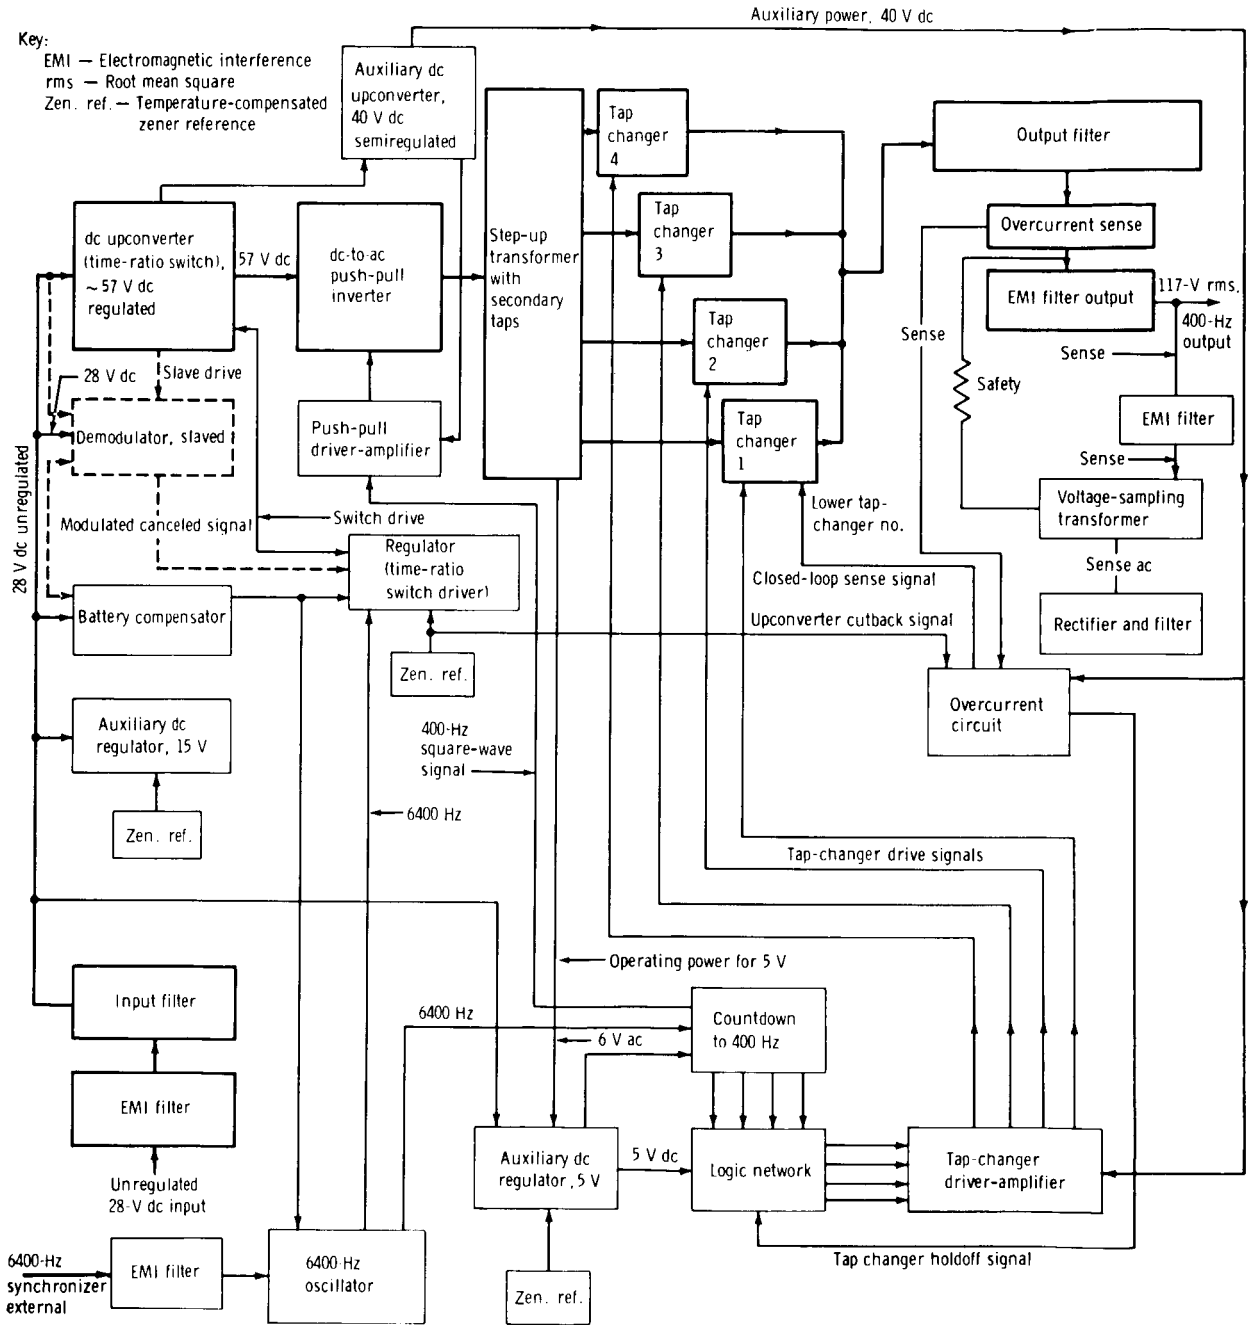 Auxiliary power, 40 V dc
Key:
EMI — Electromagnetic interference
rms — Root mean square
Zen. ref. — Temperature-compensated
zener reference
Auxiliary dc
upconverter,
40 V dc
semiregulated
Tap
changer
4
Output filter
dc upconverter
(time-ratio switch),
~ 57 V dc
regulated
57 V dc
dc-to-ac
push-pull
inverter
Step-up
transformer
with
secondary
taps
Tap
changer
3
Overcurrent sense
EMI filter output
117-V rms,
400-Hz
output
Tap
changer
2
Sense
Sense
Safety
28 V dc
Slave drive
Demodulator, slaved
Push-pull
driver-amplifier
Tap
changer
1
EMI filter
Sense
28 V dc unregulated
Modulated canceled signal
Switch drive
Lower tap-
changer no.
Voltage-sampling
transformer
Regulator
(time-ratio
switch driver)
Closed-loop sense signal
Sense ac
Battery compensator
Upconverter cutback signal
Rectifier and filter
Zen. ref.
Auxiliary dc
regulator, 15 V
400-Hz
square-wave
signal
Overcurrent
circuit
Zen. ref.
6400 Hz
Tap-changer drive signals
Operating power for 5 V
Input filter
6400 Hz
Countdown
to 400 Hz
6 V ac
EMI filter
Auxiliary dc
regulator, 5 V
5 V dc
Logic network
Tap-changer
driver-amplifier
Unregulated
28-V dc input
Tap changer holdoff signal
6400-Hz
synchronizer
external
EMI filter
6400-Hz
oscillator
Zen. ref.